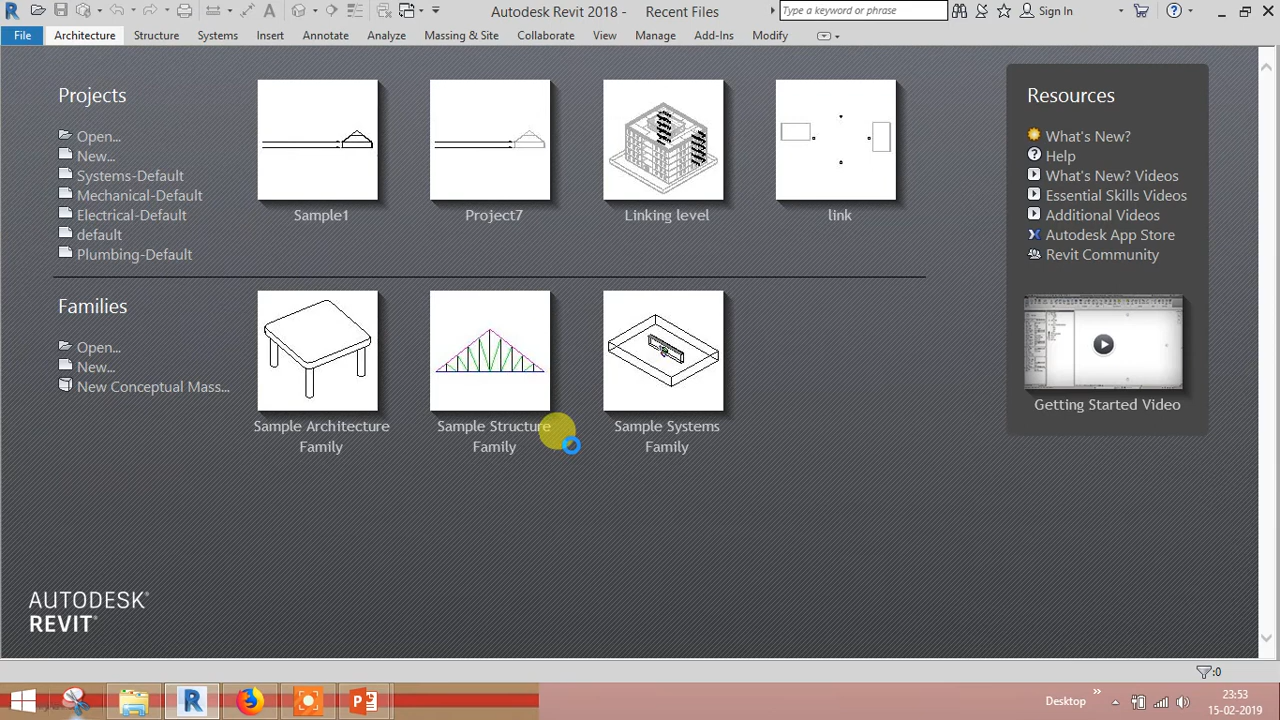 Autodesk Revit 2018 - Recent Files
Type a keyword or phrase
Sign In
File Architecture Structure Systems Insert Annotate Analyze Massing & Site Collaborate View Manage Add-Ins Modify
Projects
Open...
New...
Systems-Default
Mechanical-Default
Electrical-Default
default
Plumbing-Default
Sample1
Project7
Linking level
link
Families
Open...
New...
New Conceptual Mass...
Sample Architecture
Family
Sample Structure
Family
Sample Systems
Family
Resources
What's New?
Help
What's New? Videos
Essential Skills Videos
Additional Videos
Autodesk App Store
Revit Community
Getting Started Video
AUTODESK®
REVIT®
:0
Desktop
23:53
15-02-2019